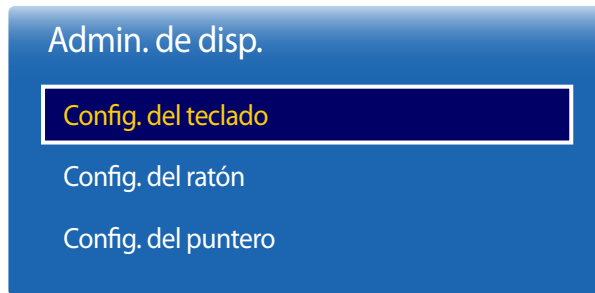 Admin. de disp.
Config. del teclado
Config. del ratón
Config. del puntero